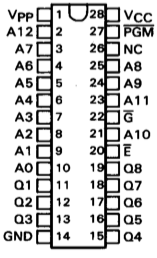 VPP 1 28 VCC
A12 2 27 P̅G̅M̅
A7 3 26 NC
A6 4 25 A8
A5 5 24 A9
A4 6 23 A11
A3 7 22 G̅
A2 8 21 A10
A1 9 20 E̅
A0 10 19 Q8
Q1 11 18 Q7
Q2 12 17 Q6
Q3 13 16 Q5
GND 14 15 Q4